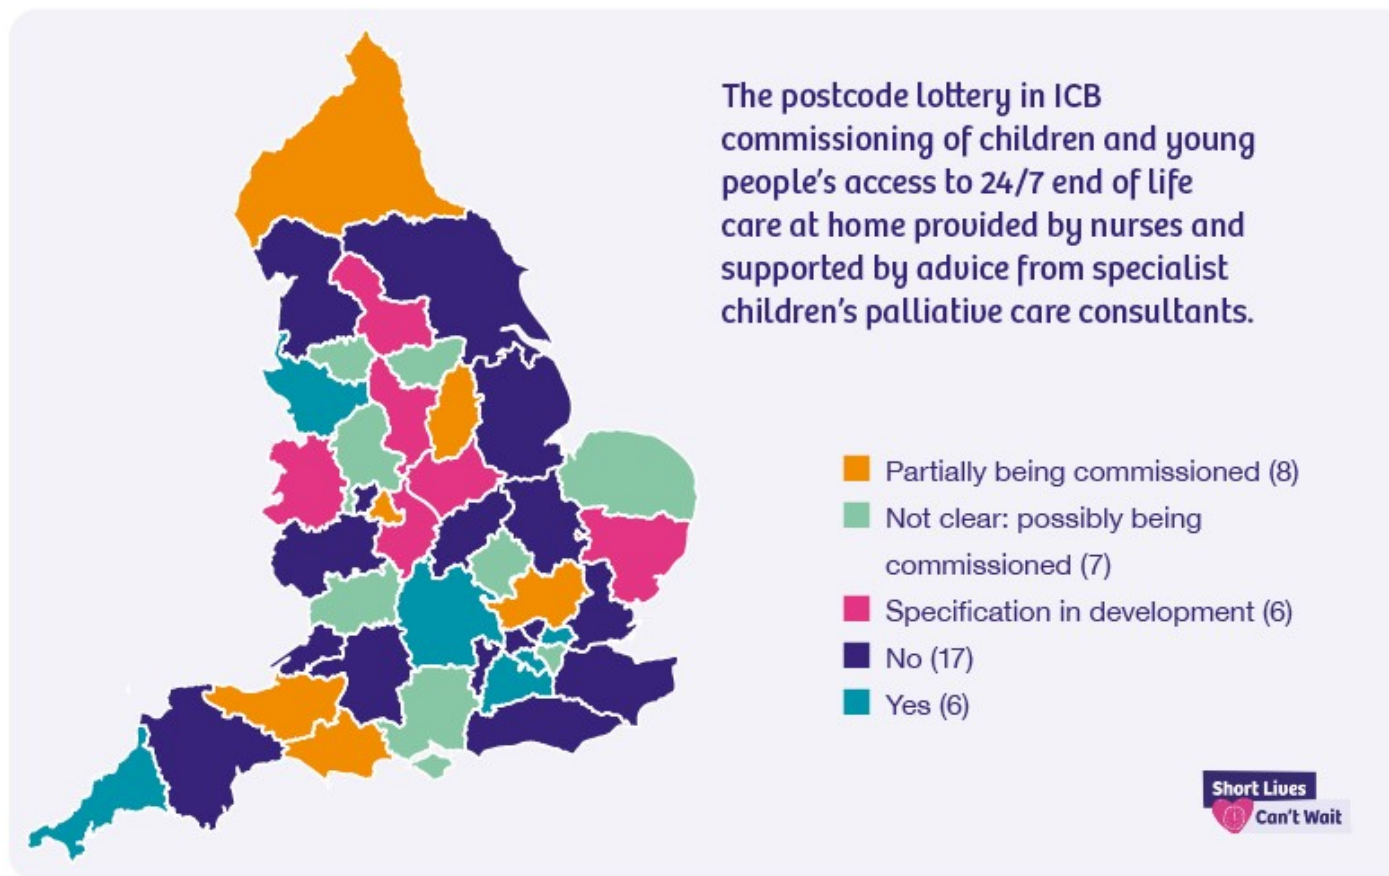 The postcode lottery in ICB
commissioning of children and young
people's access to 24/7 end of life
care at home provided by nurses and
supported by advice from specialist
children's palliative care consultants.
Partially being commissioned (8)
Not clear: possibly being
commissioned (7)
Specification in development (6)
No (17)
Yes (6)
Short Lives
Can't Wait